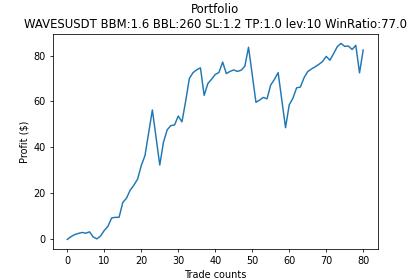 Portfolio
WAVESUSDT BBM:1.6 BBL:260 SL:1.2 TP:1.0 lev:10 WinRatio:77.0
80
60
40
20
0
Profit ($)
0 10 20 30 40 50 60 70 80
Trade counts